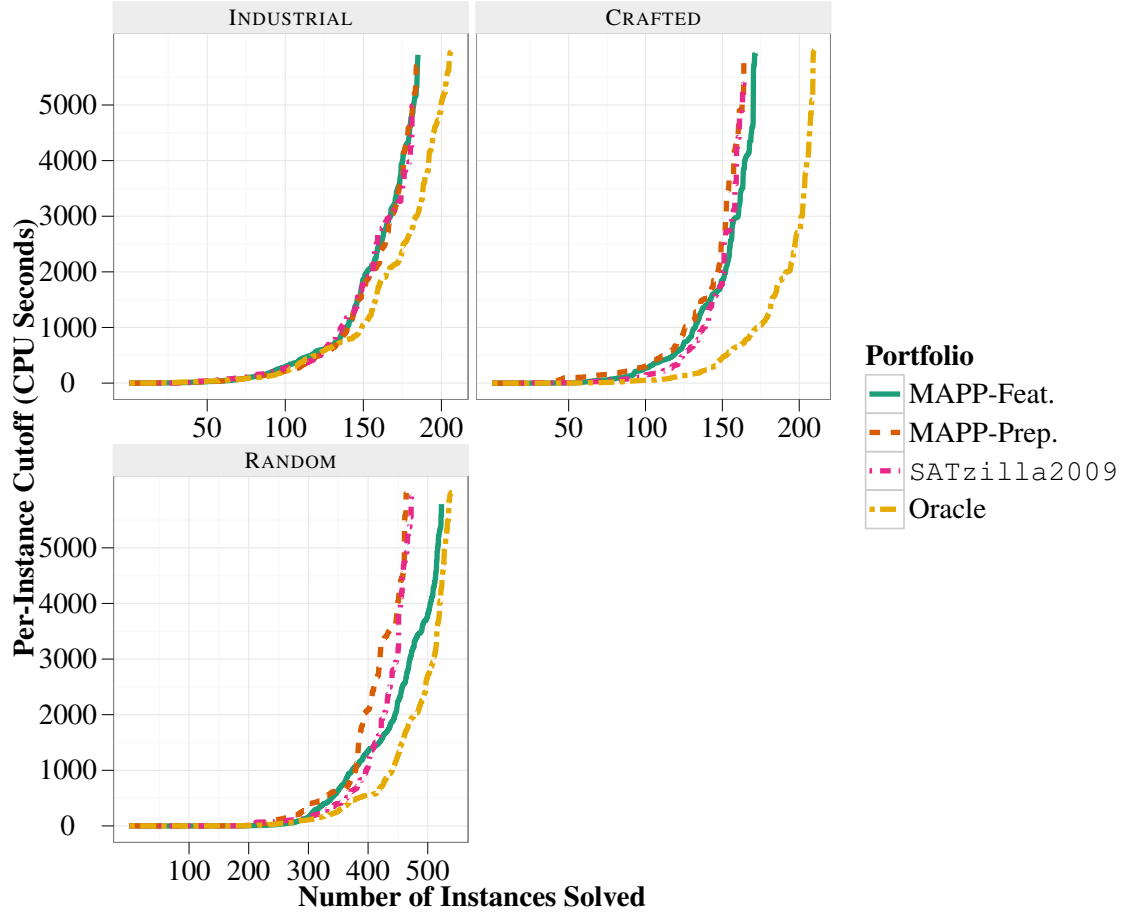 INDUSTRIAL
CRAFTED
5000
4000
3000
2000
1000
0
50 100 150 200
50 100 150 200
RANDOM
5000
4000
3000
2000
1000
0
100 200 300 400 500
Number of Instances Solved
Per-Instance Cutoff (CPU Seconds)
Portfolio
MAPP-Feat.
MAPP-Prep.
SATzilla2009
Oracle